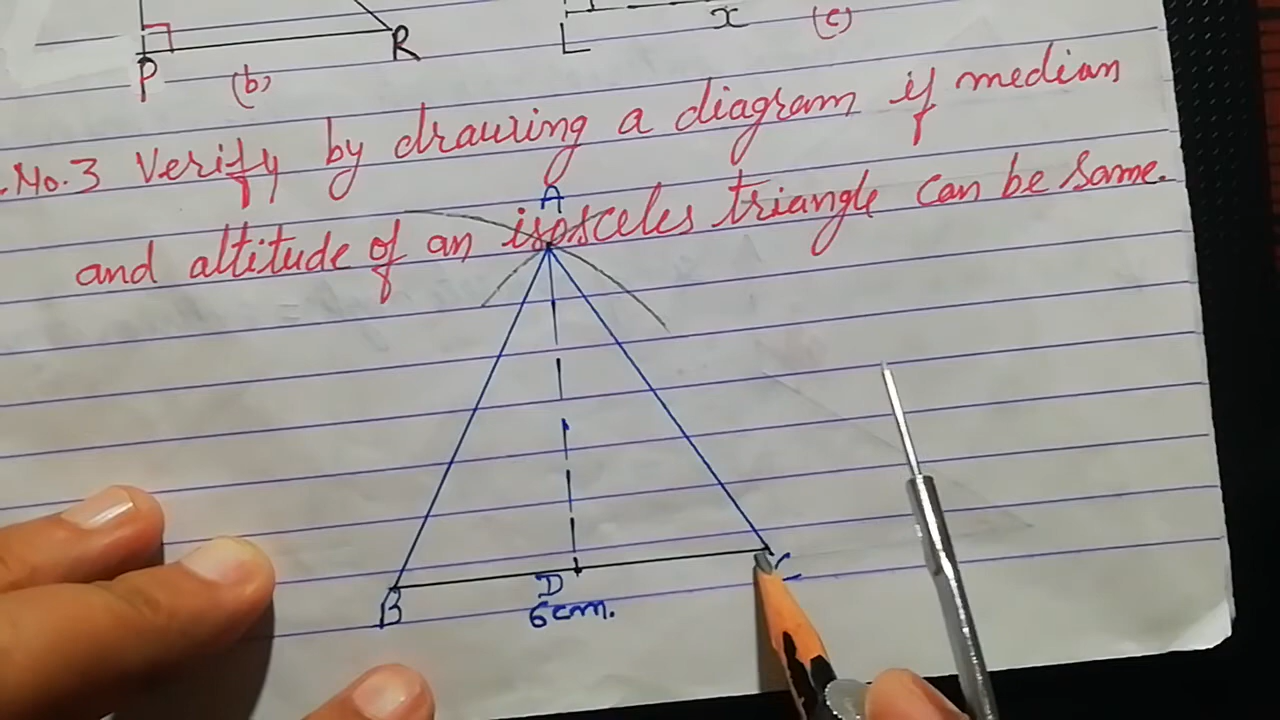 P
R
(b)
L
x
(c)
.No.3 Verify by drawing a diagram if median
and altitude of an isosceles triangle can be same.
A
B
D
C
6cm.